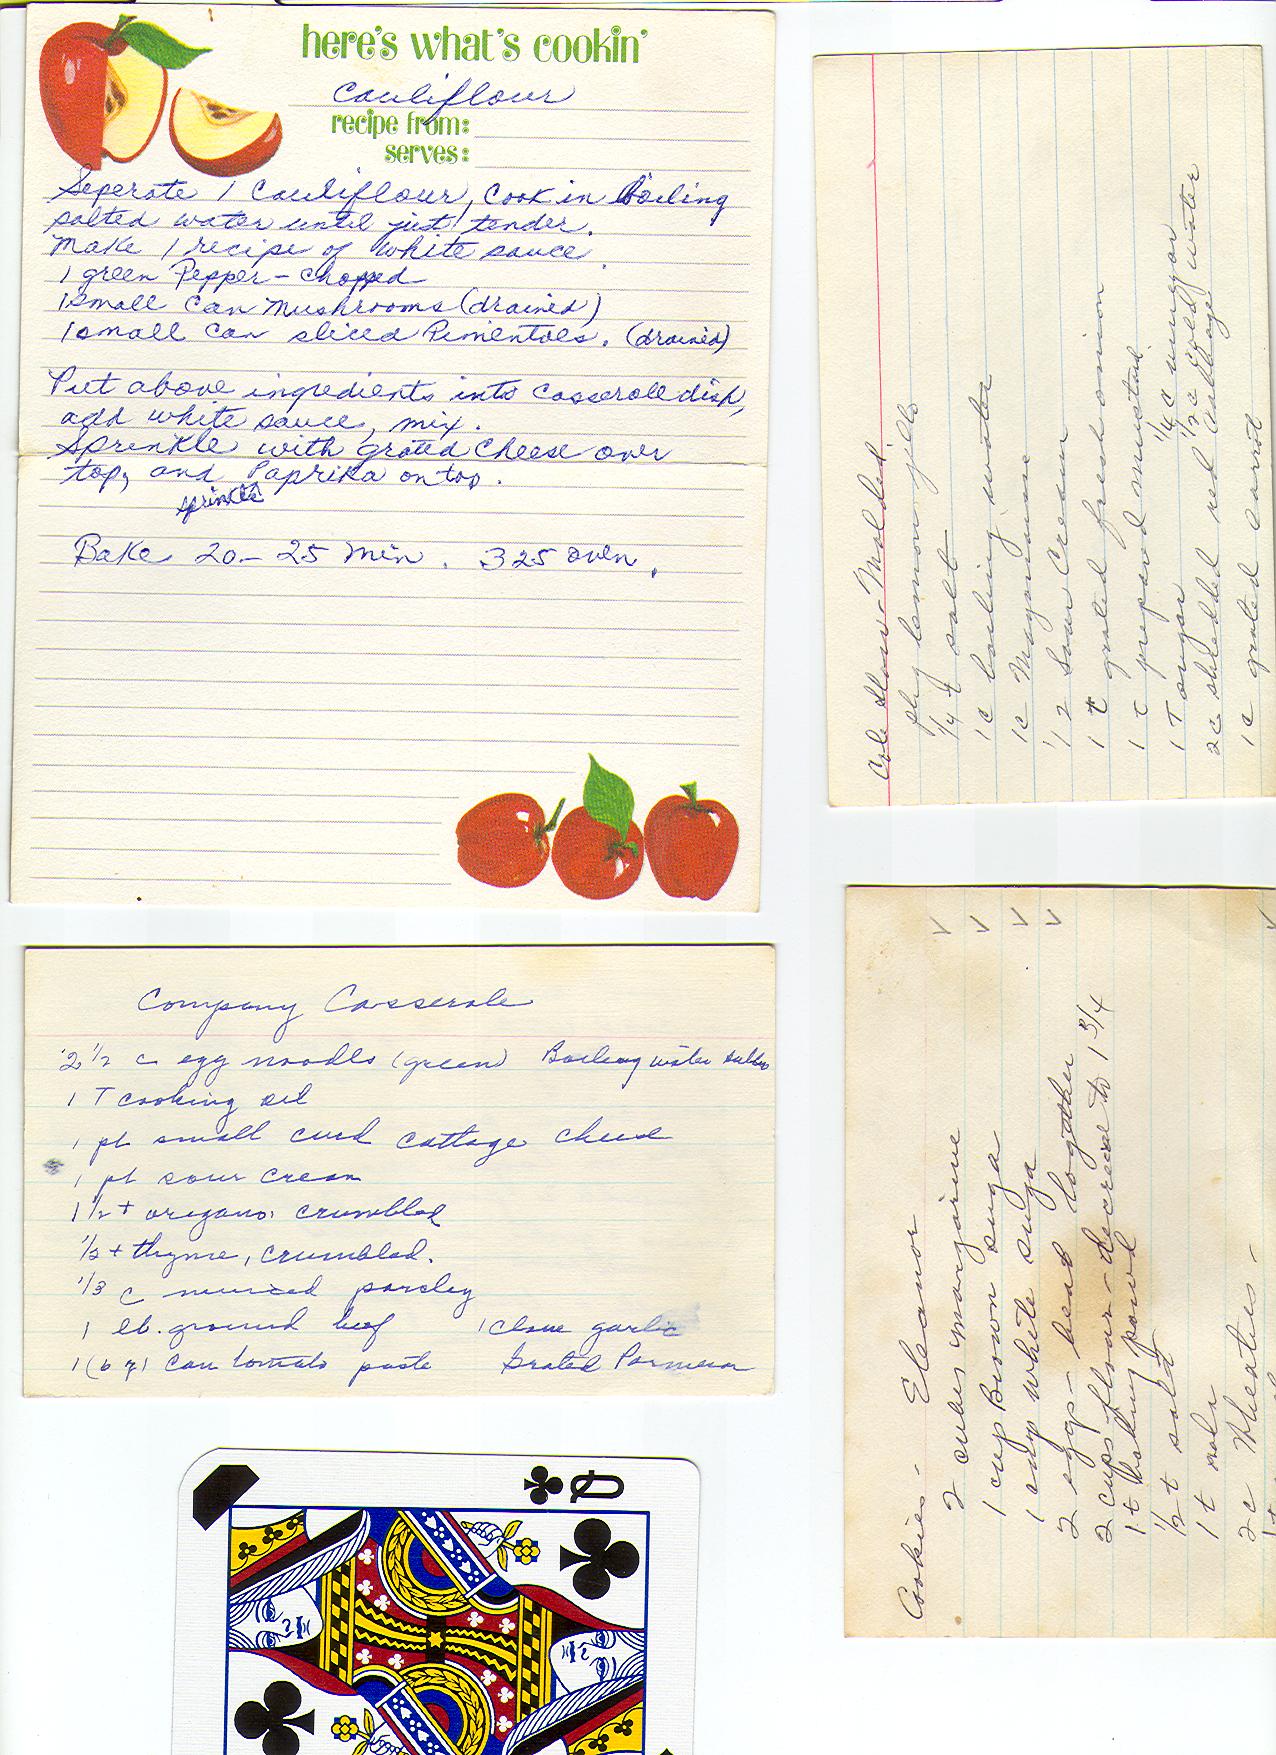 here's what's cookin'
Cauliflour
recipe from:
serves:
Seperate 1 Cauliflour, Cook in Boiling
salted water until just tender.
Make 1 recipe of white sauce.
1 green Pepper - Chopped
1 small can Mushrooms (drained)
1 small can sliced Pimentoes. (drained)
Put above ingredients into Casserole dish,
add white sauce, mix.
Sprinkle with grated Cheese over
top, and Paprika on top.
sprinkle
Bake 20 - 25 min. 325 oven.
Company Casserole
2 1/2 c egg noodls (green) Boiling water
1 T cooking oil
1 pt small curd cottage cheese
1 pt sour cream
1 1/2 t oregano, crumbled
1/2 t thyme, crumbled.
1/3 c minced parsley
1 lb. ground beef 1 clove garlic
1 (6 oz) can tomato paste Grated Parmesan
Q
Cole Slaw - Molded
pkg lemon jello
1/4 t salt
1 c boiling water
1c Mayonaise
1/2 Sour Cream
1 t grated fresh onion
1 t prepared mustard
1 T sugar 1/4 c vinegar
1/2 c cold water
2c shredded red cabbage
1c grated carrot
Cookies - Eleanor
2 cubes margarine
1 cup Brown suga
1 cup white suga
2 eggs - beat together
2 cups flour - decrease to 1 3/4
1 t baking powd
1/2 t salt
1 t soda
2c Wheaties -